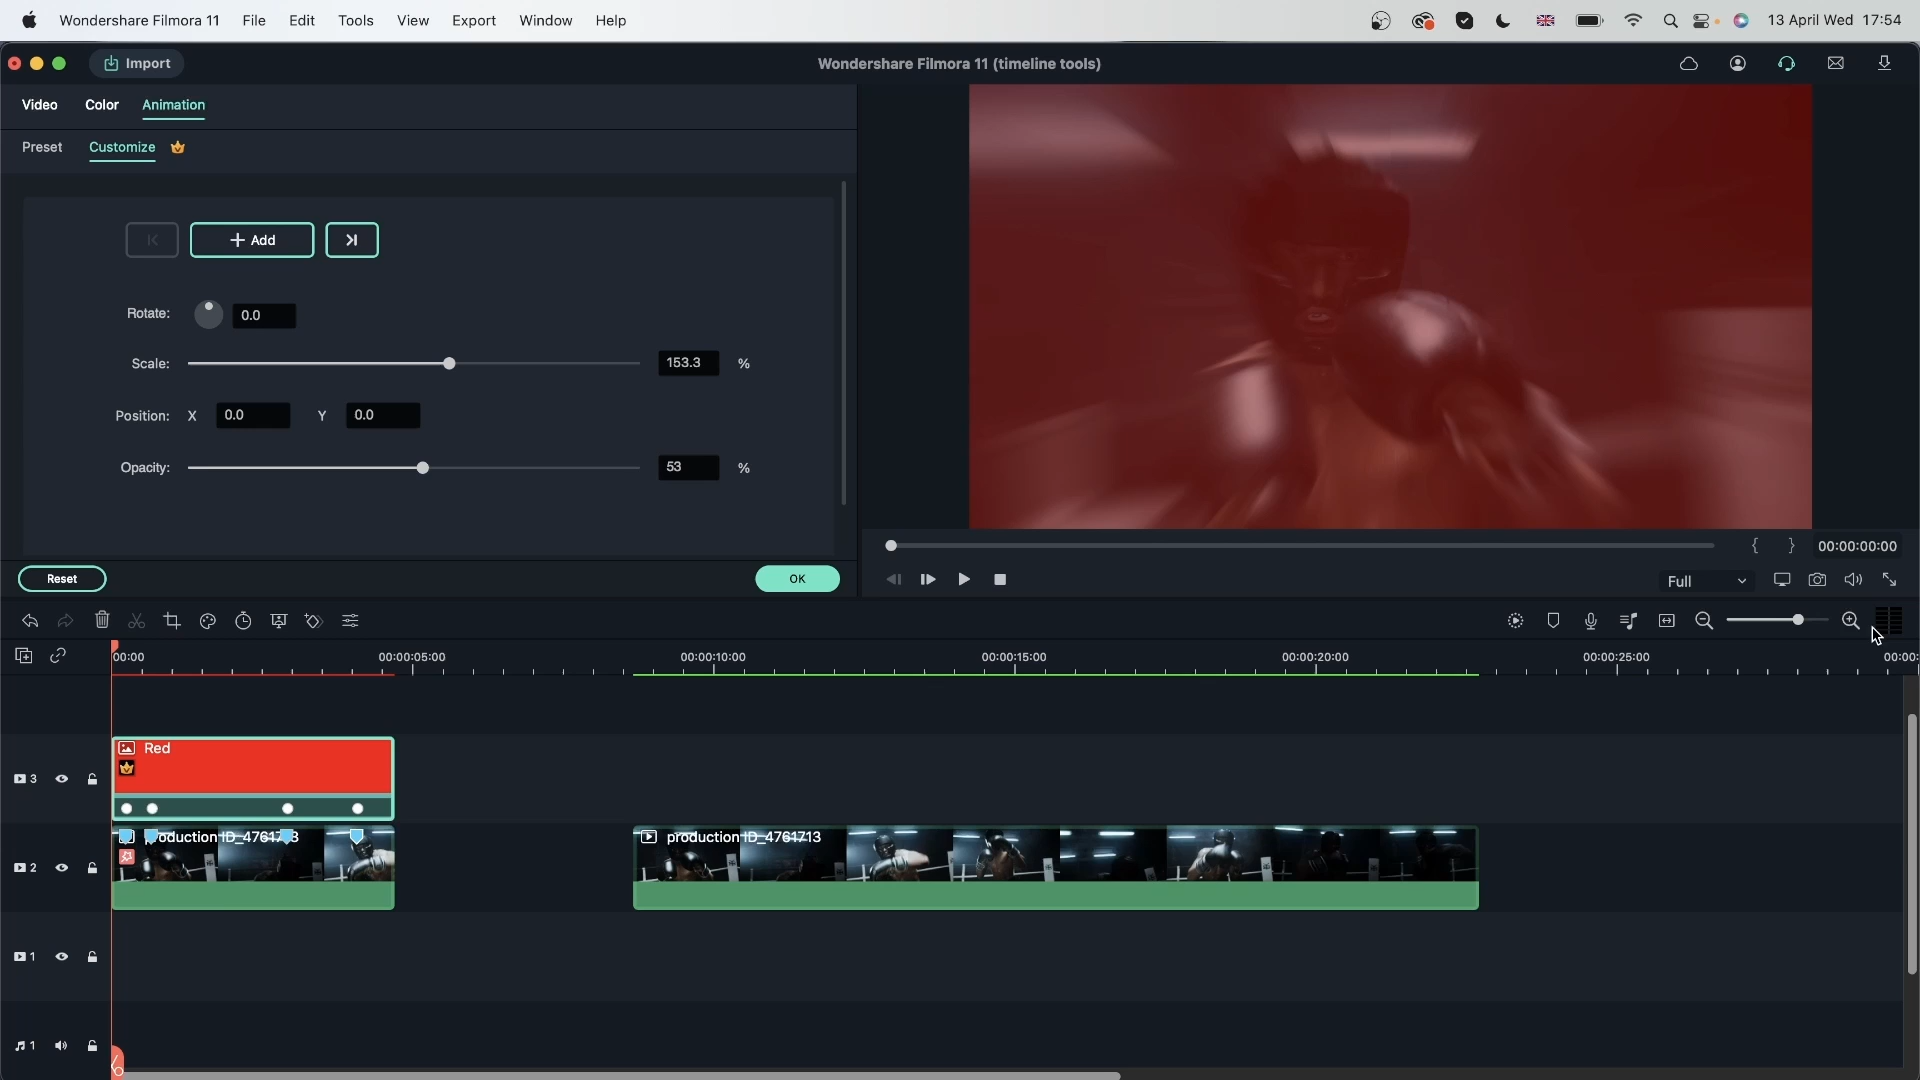 Wondershare Filmora 11 File Edit Tools View Export Window Help 13 April Wed 17:54
Import Wondershare Filmora 11 (timeline tools)
Video Color Animation
Preset Customize
Add
Rotate: 0.0
Scale: 153.3 %
Position: X 0.0 Y 0.0
Opacity: 53 %
Reset OK
{ } 00:00:00:00
Full
00:00 00:00:05:00 00:00:10:00 00:00:15:00 00:00:20:00 00:00:25:00 00:00:
3 Red
2 production ID_4761713
1
1